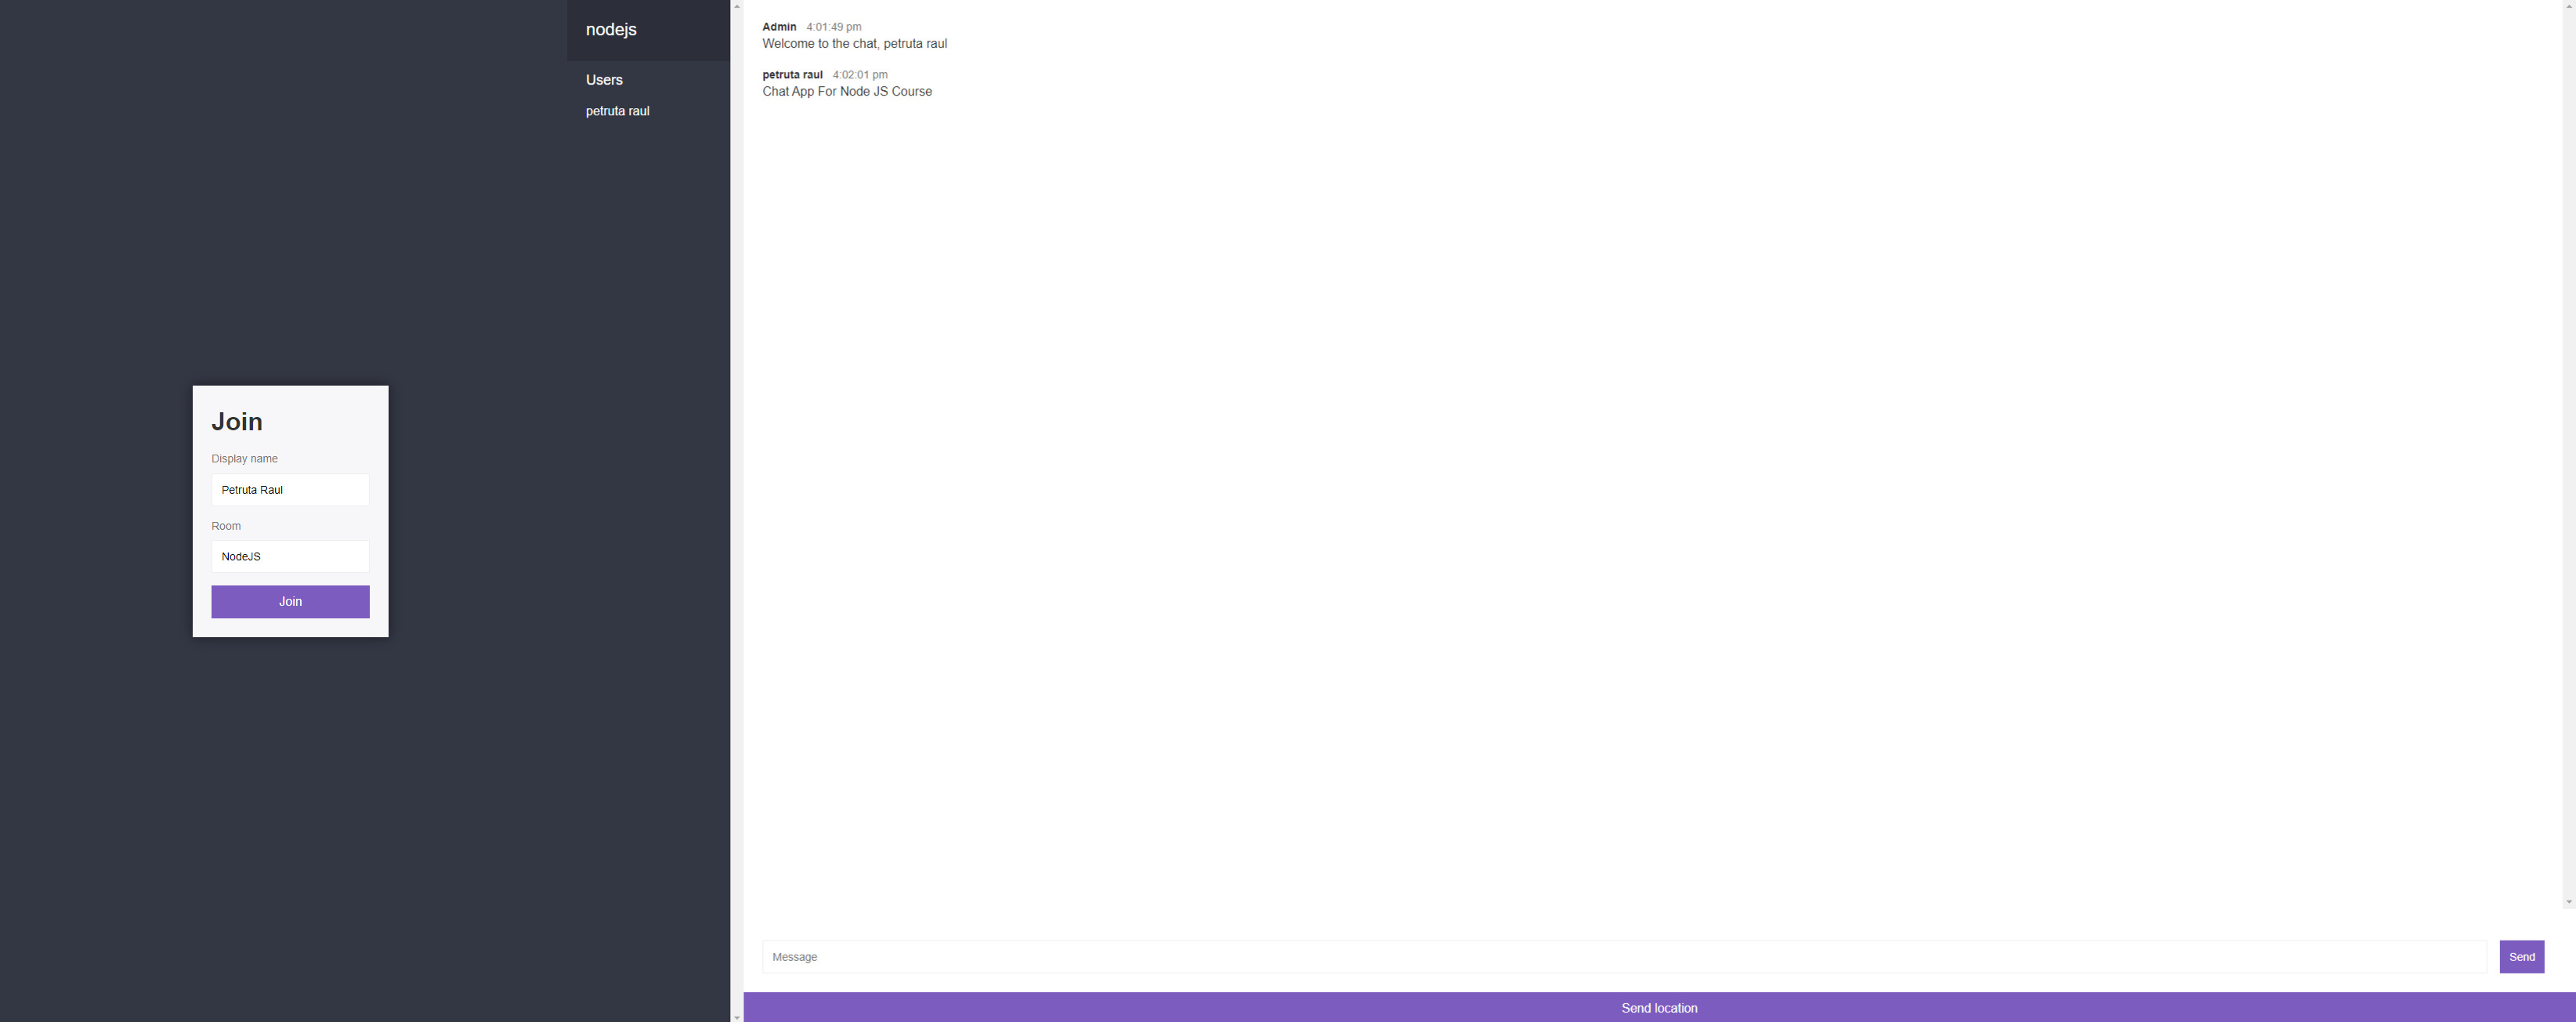 Join
Display name
Petruta Raul
Room
NodeJS
Join
nodejs
Users
petruta raul
Admin 4:01:49 pm
Welcome to the chat, petruta raul
petruta raul 4:02:01 pm
Chat App For Node JS Course
Message
Send
Send location